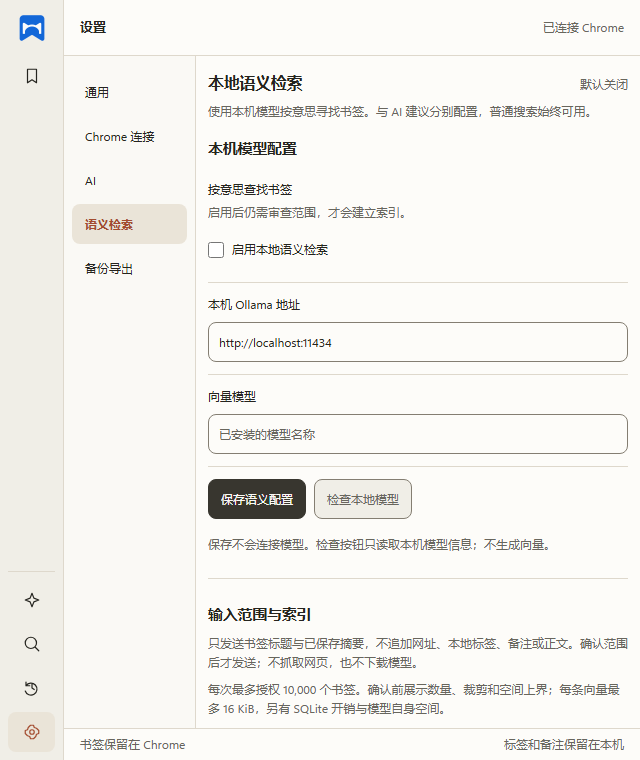 设置
已连接 Chrome
通用
Chrome 连接
AI
语义检索
备份导出
本地语义检索
默认关闭
使用本机模型按意思寻找书签。与 AI 建议分别配置，普通搜索始终可用。
本机模型配置
按意思查找书签
启用后仍需审查范围，才会建立索引。
启用本地语义检索
本机 Ollama 地址
http://localhost:11434
向量模型
已安装的模型名称
保存语义配置
检查本地模型
保存不会连接模型。检查按钮只读取本机模型信息；不生成向量。
输入范围与索引
只发送书签标题与已保存摘要，不追加网址、本地标签、备注或正文。确认范围
后才发送；不抓取网页，也不下载模型。
每次最多授权 10,000 个书签。确认前展示数量、裁剪和空间上界；每条向量最
多 16 KiB，另有 SQLite 开销与模型自身空间。
书签保留在 Chrome
标签和备注保留在本机